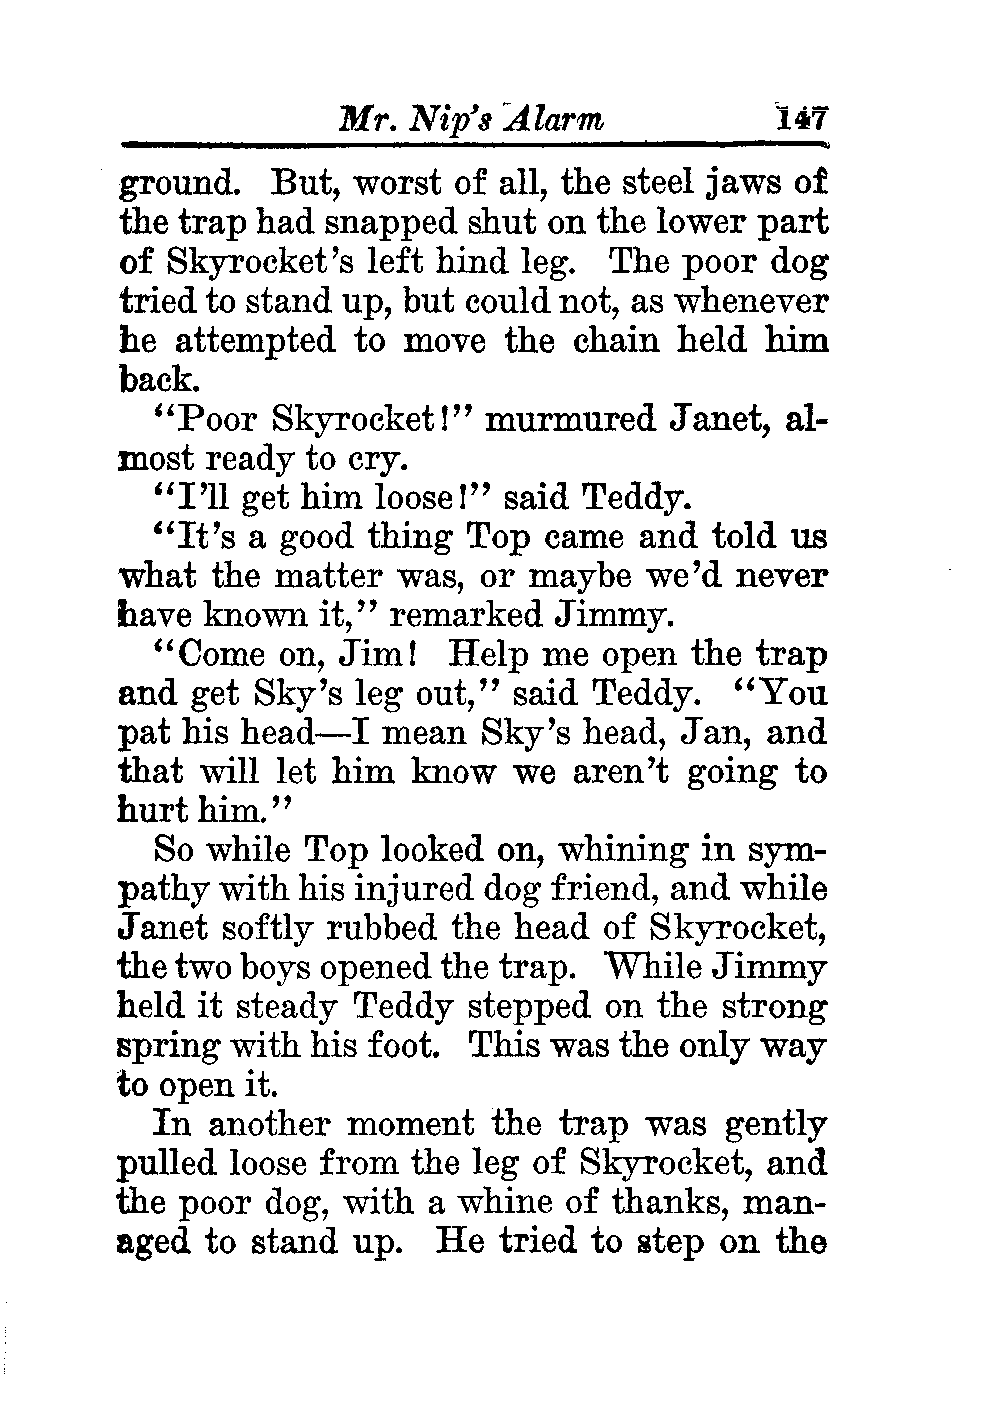 Mr. Nip's Alarm 147
ground. But, worst of all, the steel jaws of
the trap had snapped shut on the lower part
of Skyrocket's left hind leg. The poor dog
tried to stand up, but could not, as whenever
he attempted to move the chain held him
back.
"Poor Skyrocket!" murmured Janet, al-
most ready to cry.
"I'll get him loose!" said Teddy.
"It's a good thing Top came and told us
what the matter was, or maybe we'd never
have known it," remarked Jimmy.
"Come on, Jim! Help me open the trap
and get Sky's leg out," said Teddy. "You
pat his head—I mean Sky's head, Jan, and
that will let him know we aren't going to
hurt him."
So while Top looked on, whining in sym-
pathy with his injured dog friend, and while
Janet softly rubbed the head of Skyrocket,
the two boys opened the trap. While Jimmy
held it steady Teddy stepped on the strong
spring with his foot. This was the only way
to open it.
In another moment the trap was gently
pulled loose from the leg of Skyrocket, and
the poor dog, with a whine of thanks, man-
aged to stand up. He tried to step on the